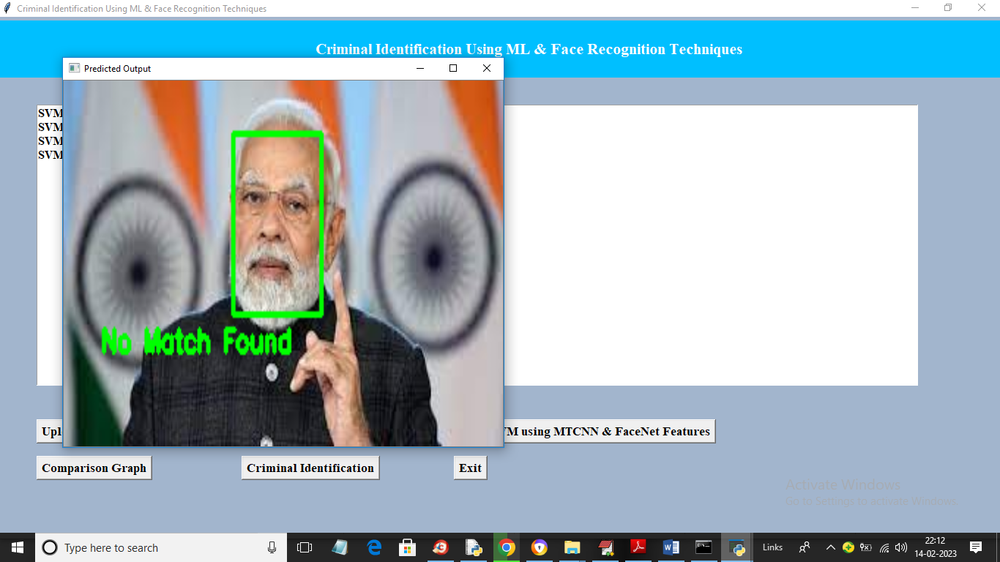 Criminal Identification Using ML & Face Recognition Techniques
Criminal Identification Using ML & Face Recognition Techniques
Predicted Output
SVM
SVM
SVM
SVM
No Match Found
Upl
VM using MTCNN & FaceNet Features
Comparison Graph
Criminal Identification
Exit
Activate Windows
Go to Settings to activate Windows.
Type here to search
Links
22:12
14-02-2023